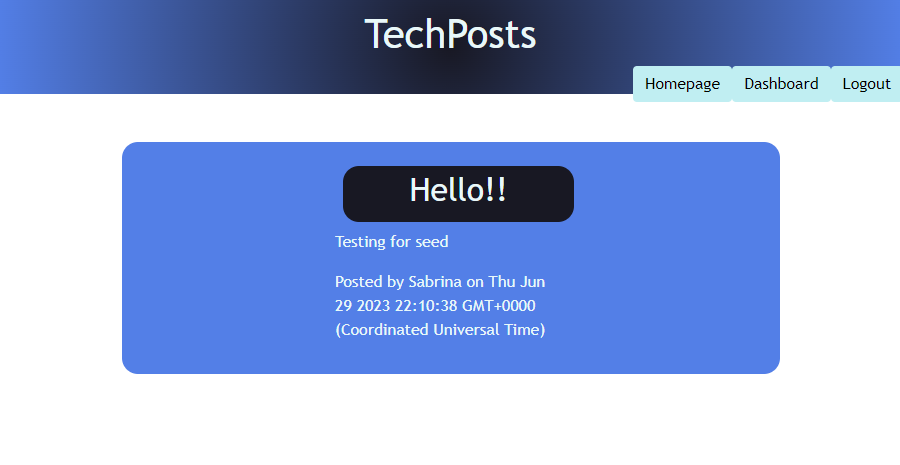 TechPosts
Homepage Dashboard Logout
Hello!!
Testing for seed
Posted by Sabrina on Thu Jun
29 2023 22:10:38 GMT+0000
(Coordinated Universal Time)